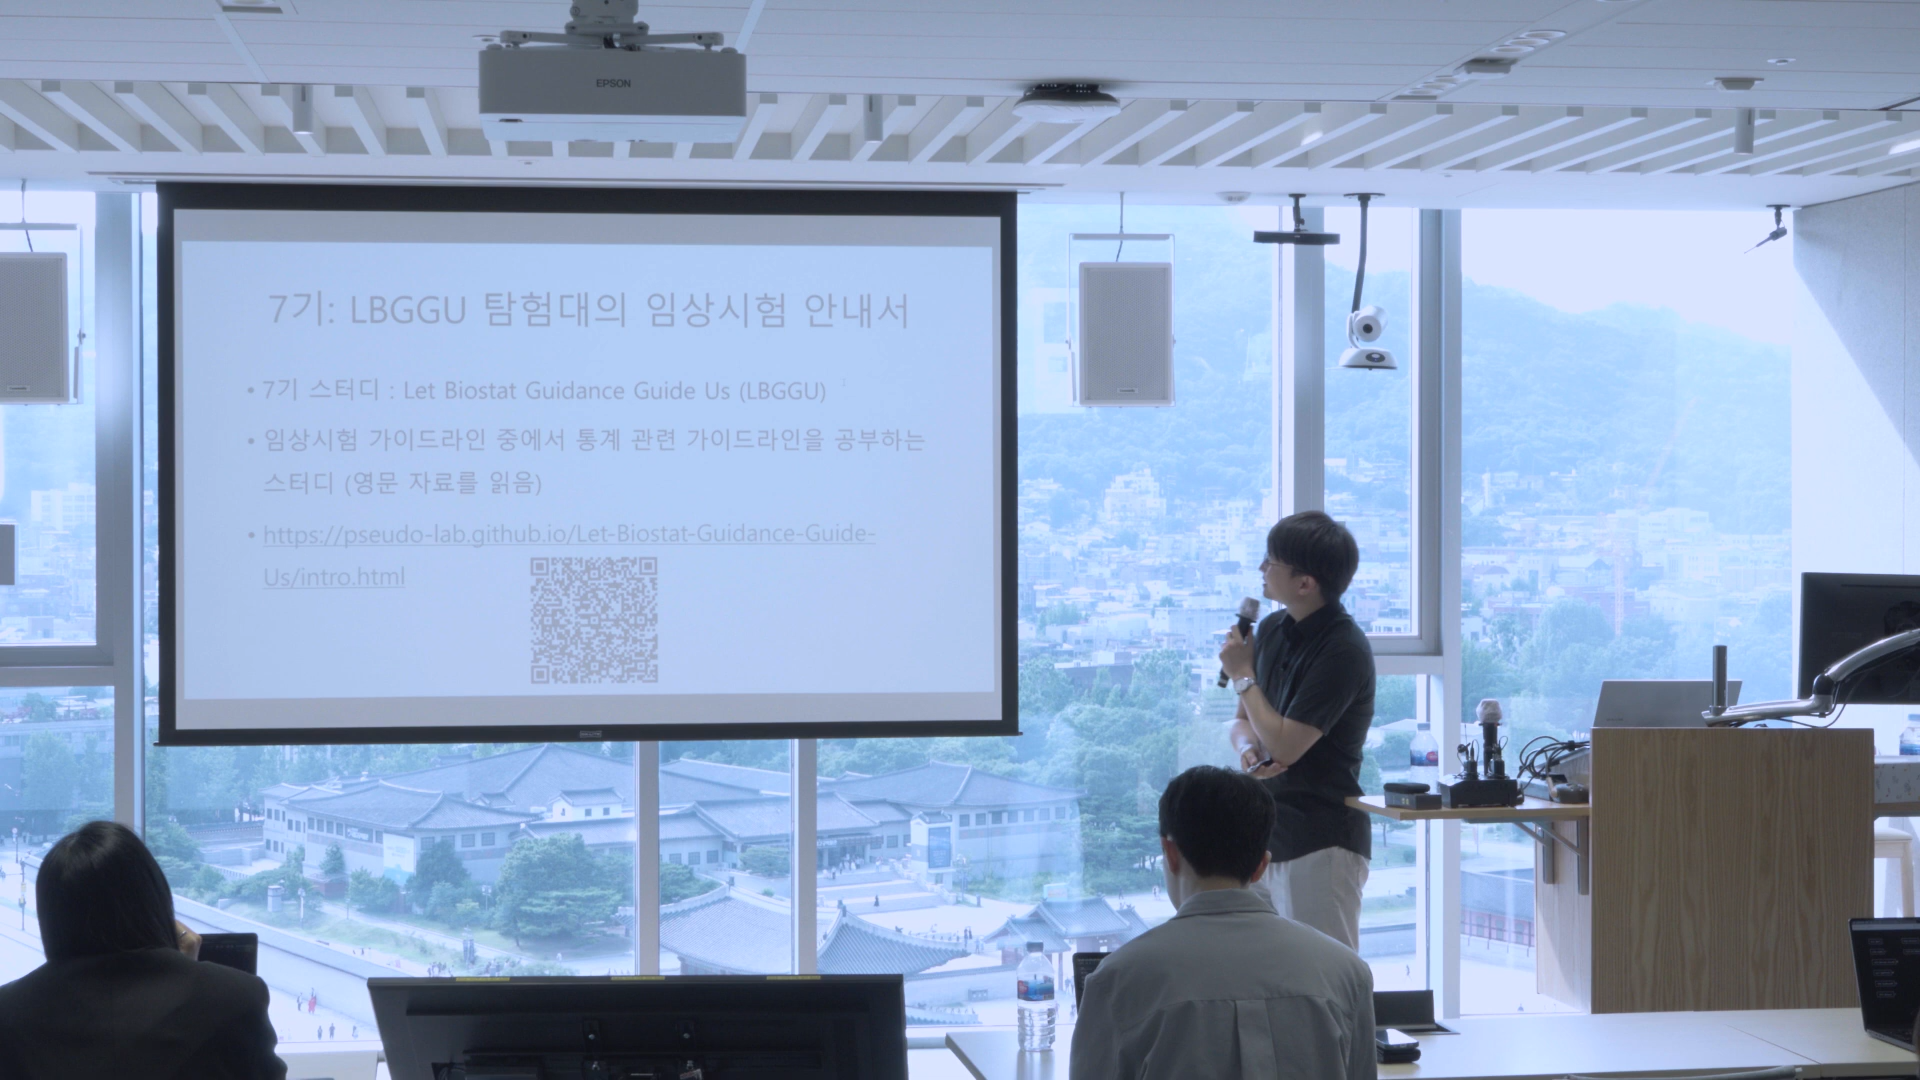 EPSON
7기: LBGGU 탐험대의 임상시험 안내서
• 7기 스터디 : Let Biostat Guidance Guide Us (LBGGU)
• 임상시험 가이드라인 중에서 통계 관련 가이드라인을 공부하는
스터디 (영문 자료를 읽음)
• https://pseudo-lab.github.io/Let-Biostat-Guidance-Guide-
Us/intro.html